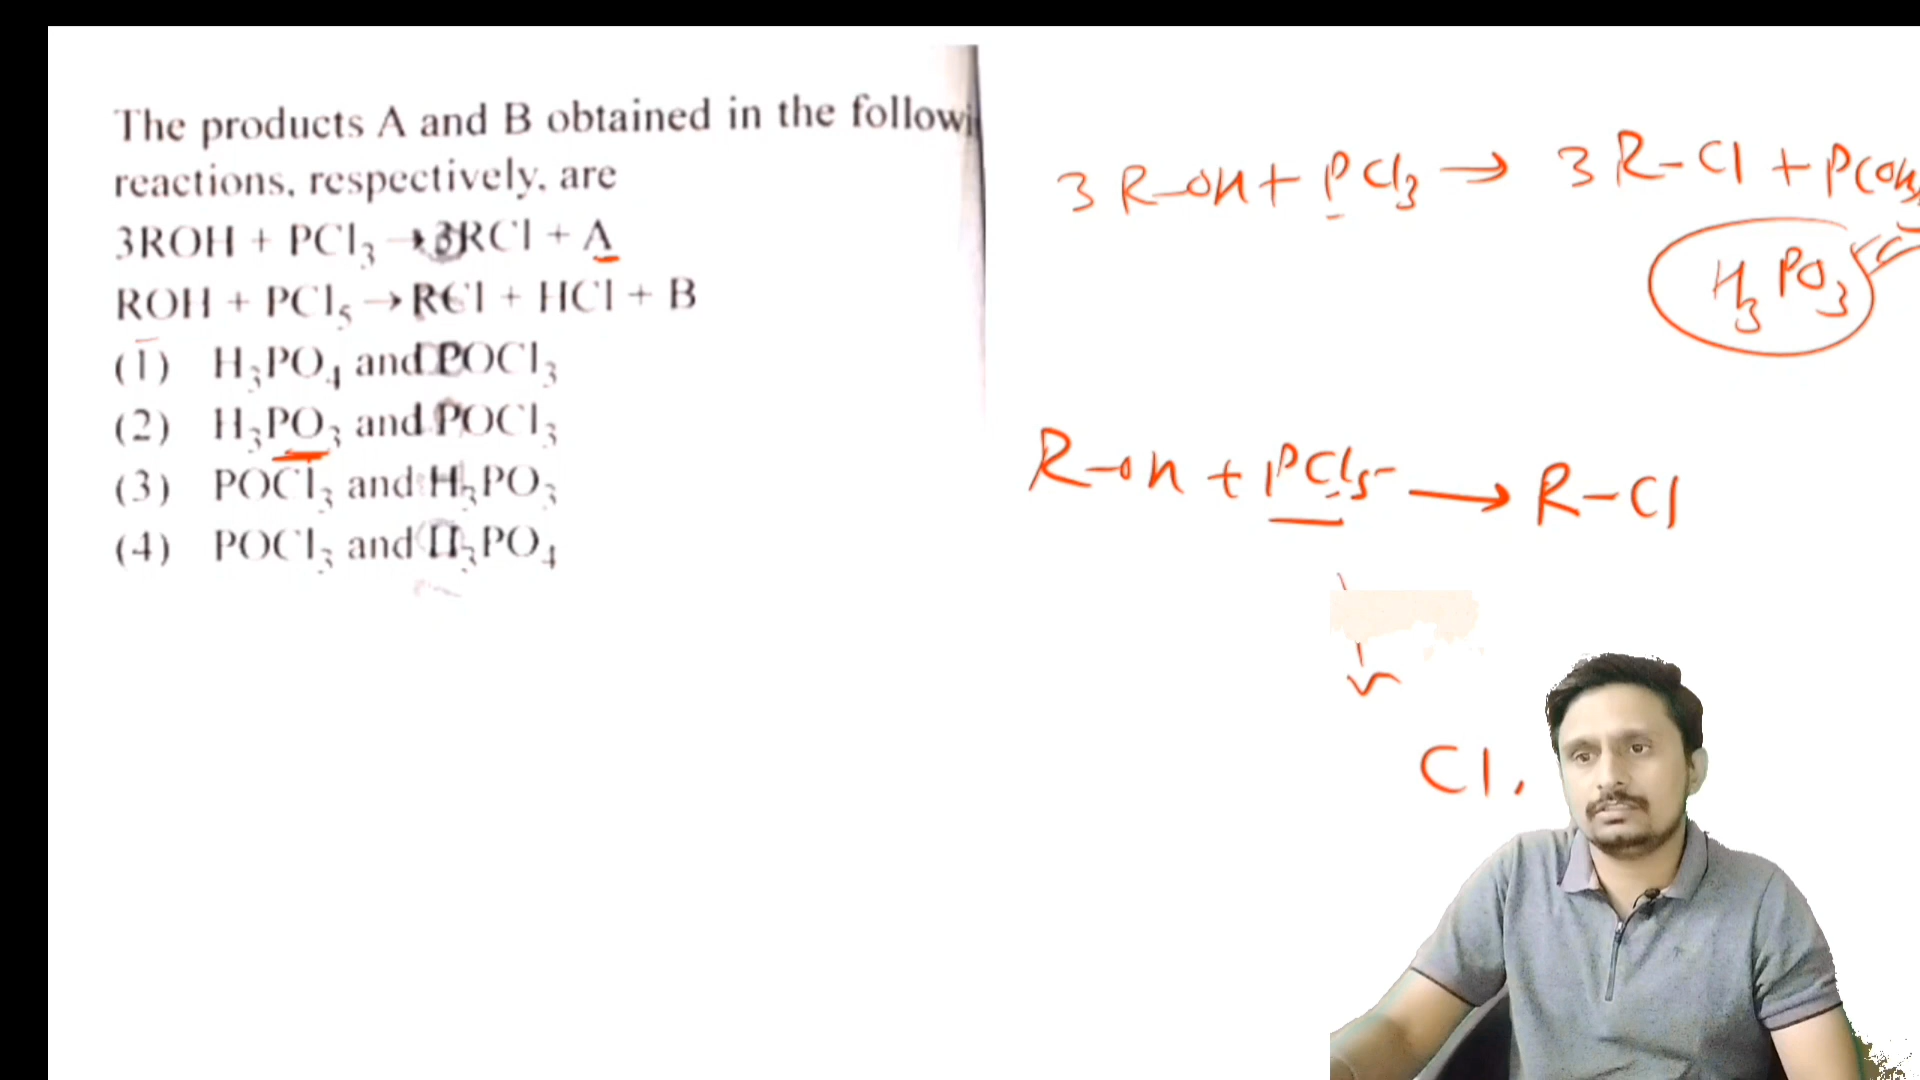 The products A and B obtained in the followi
reactions, respectively, are
3ROH + PCl₃ → 3RCl + A
ROH + PCl₅ → RCl + HCl + B
(1) H₃PO₄ and POCl₃
(2) H₃PO₃ and POCl₃
(3) POCl₃ and H₃PO₃
(4) POCl₃ and H₃PO₄
3 R-OH + PCl₃ → 3 R-Cl + P(OH)
H₃PO₃
R-OH + PCl₅ → R-Cl
Cl